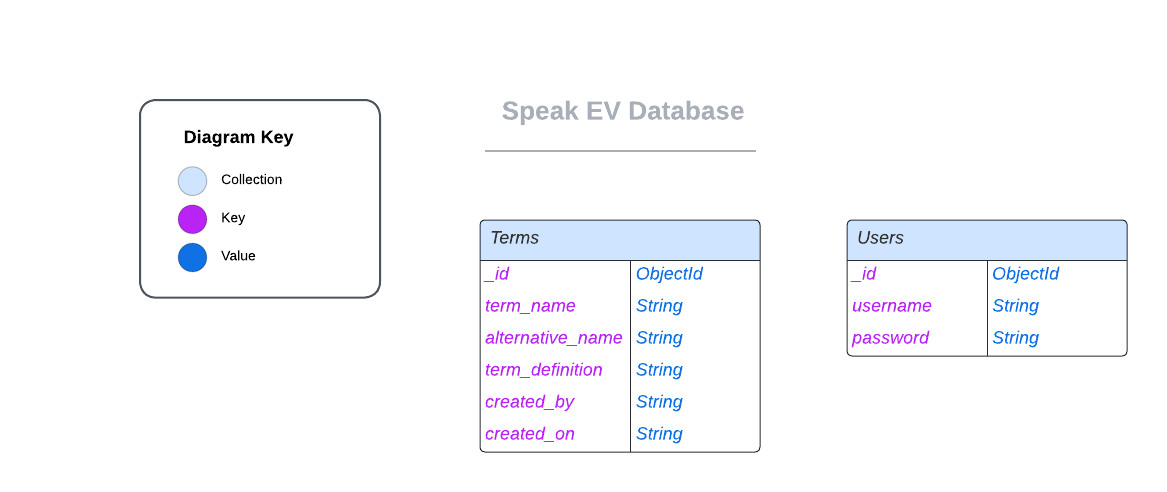 Speak EV Database
Diagram Key
Collection
Key
Value
Terms
_id ObjectId
term_name String
alternative_name String
term_definition String
created_by String
created_on String
Users
_id ObjectId
username String
password String